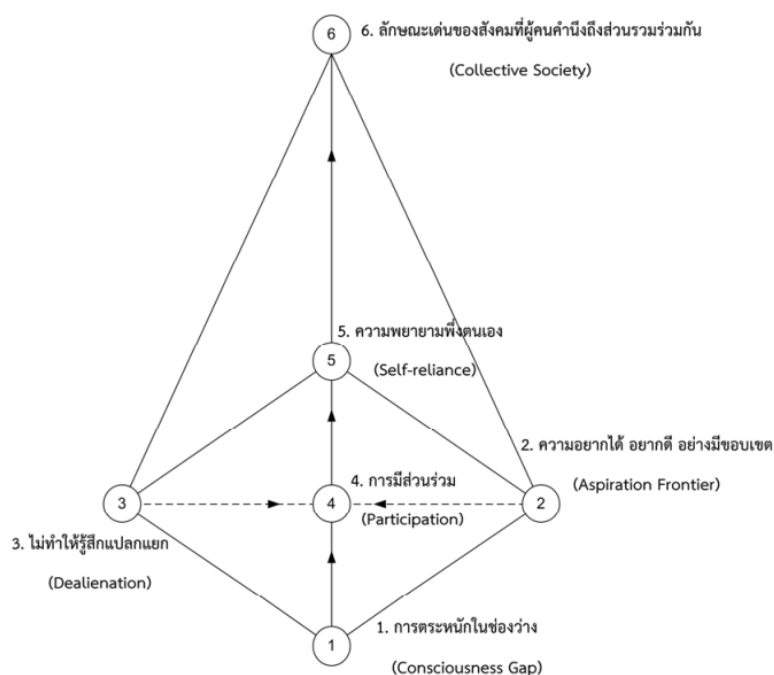 6
6. ลักษณะเด่นของสังคมที่ผู้คนคำนึงถึงส่วนรวมร่วมกัน
(Collective Society)
5. ความพยายามพึ่งตนเอง
5
(Self-reliance)
2. ความอยากได้ อยากดี อย่างมีขอบเขต
4. การมีส่วนร่วม
(Aspiration Frontier)
3
4
2
(Participation)
3. ไม่ทำให้รู้สึกแปลกแยก
(Dealienation)
1. การตระหนักในช่องว่าง
1
(Consciousness Gap)